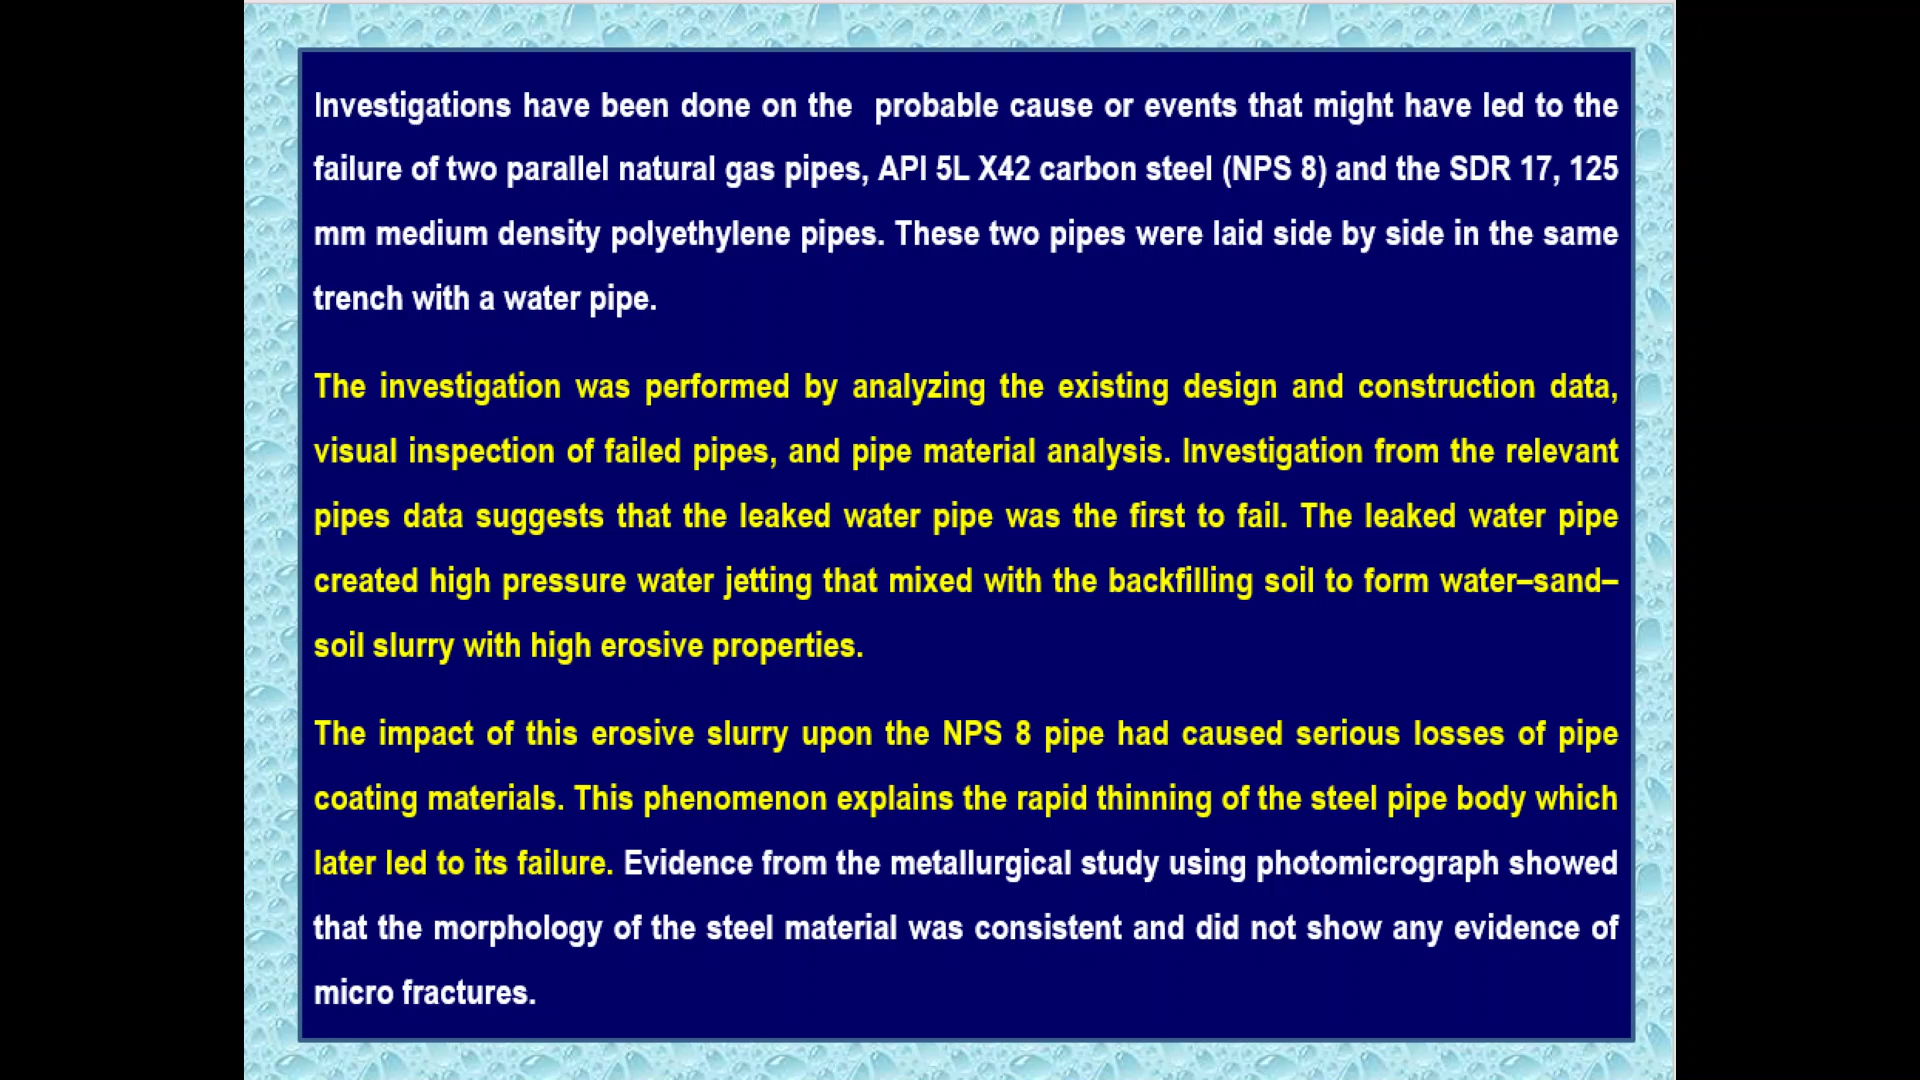 Investigations have been done on the  probable cause or events that might have led to the
failure of two parallel natural gas pipes, API 5L X42 carbon steel (NPS 8) and the SDR 17, 125
mm medium density polyethylene pipes. These two pipes were laid side by side in the same
trench with a water pipe.
The investigation was performed by analyzing the existing design and construction data,
visual inspection of failed pipes, and pipe material analysis. Investigation from the relevant
pipes data suggests that the leaked water pipe was the first to fail. The leaked water pipe
created high pressure water jetting that mixed with the backfilling soil to form water–sand–
soil slurry with high erosive properties.
The impact of this erosive slurry upon the NPS 8 pipe had caused serious losses of pipe
coating materials. This phenomenon explains the rapid thinning of the steel pipe body which
later led to its failure. Evidence from the metallurgical study using photomicrograph showed
that the morphology of the steel material was consistent and did not show any evidence of
micro fractures.